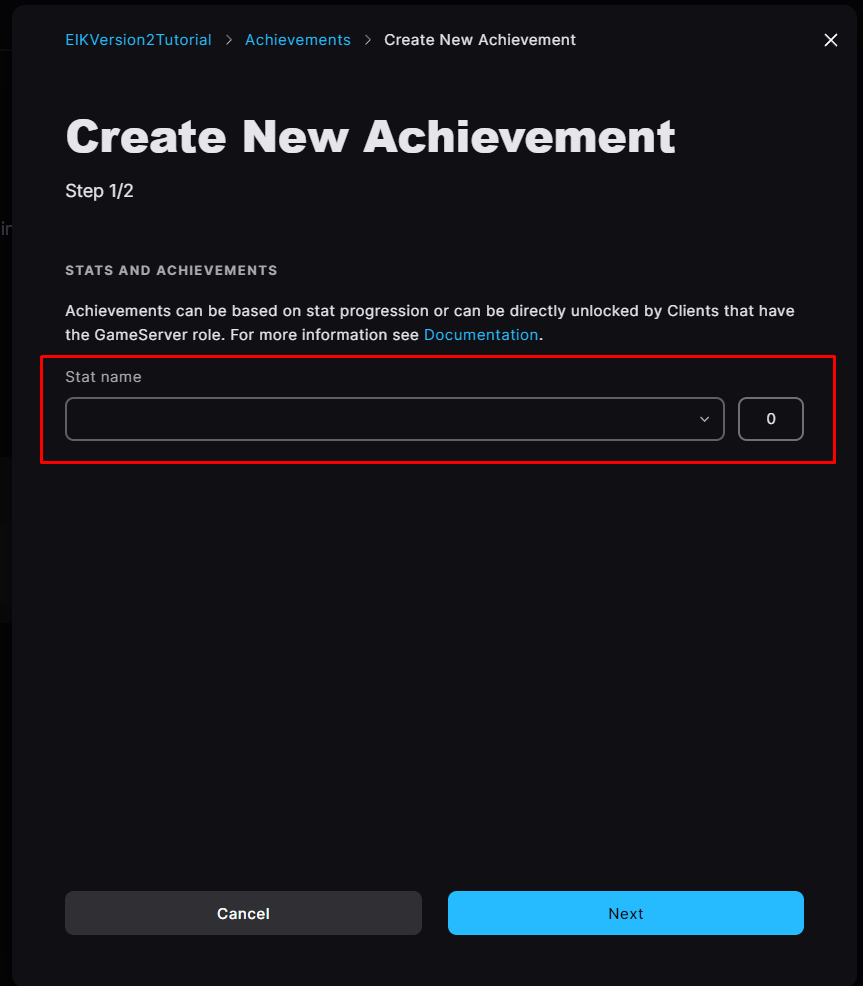 EIKVersion2Tutorial > Achievements > Create New Achievement
Create New Achievement
Step 1/2
in
STATS AND ACHIEVEMENTS
Achievements can be based on stat progression or can be directly unlocked by Clients that have
the GameServer role. For more information see Documentation.
Stat name
0
Cancel
Next